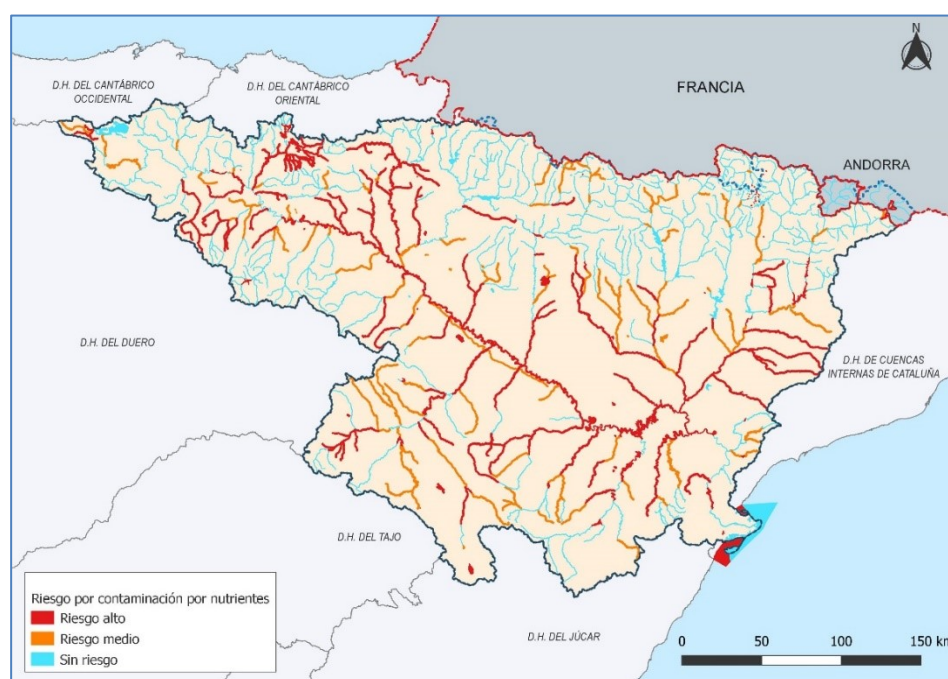 N
D.H. DEL CANTÁBRICO
OCCIDENTAL
D.H. DEL CANTÁBRICO
ORIENTAL
FRANCIA
ANDORRA
D.H. DEL DUERO
D.H. DE CUENCAS
INTERNAS DE CATALUÑA
D.H. DEL TAJO
D.H. DEL JÚCAR
Riesgo por contaminación por nutrientes
Riesgo alto
Riesgo medio
Sin riesgo
0 50 100 150 km